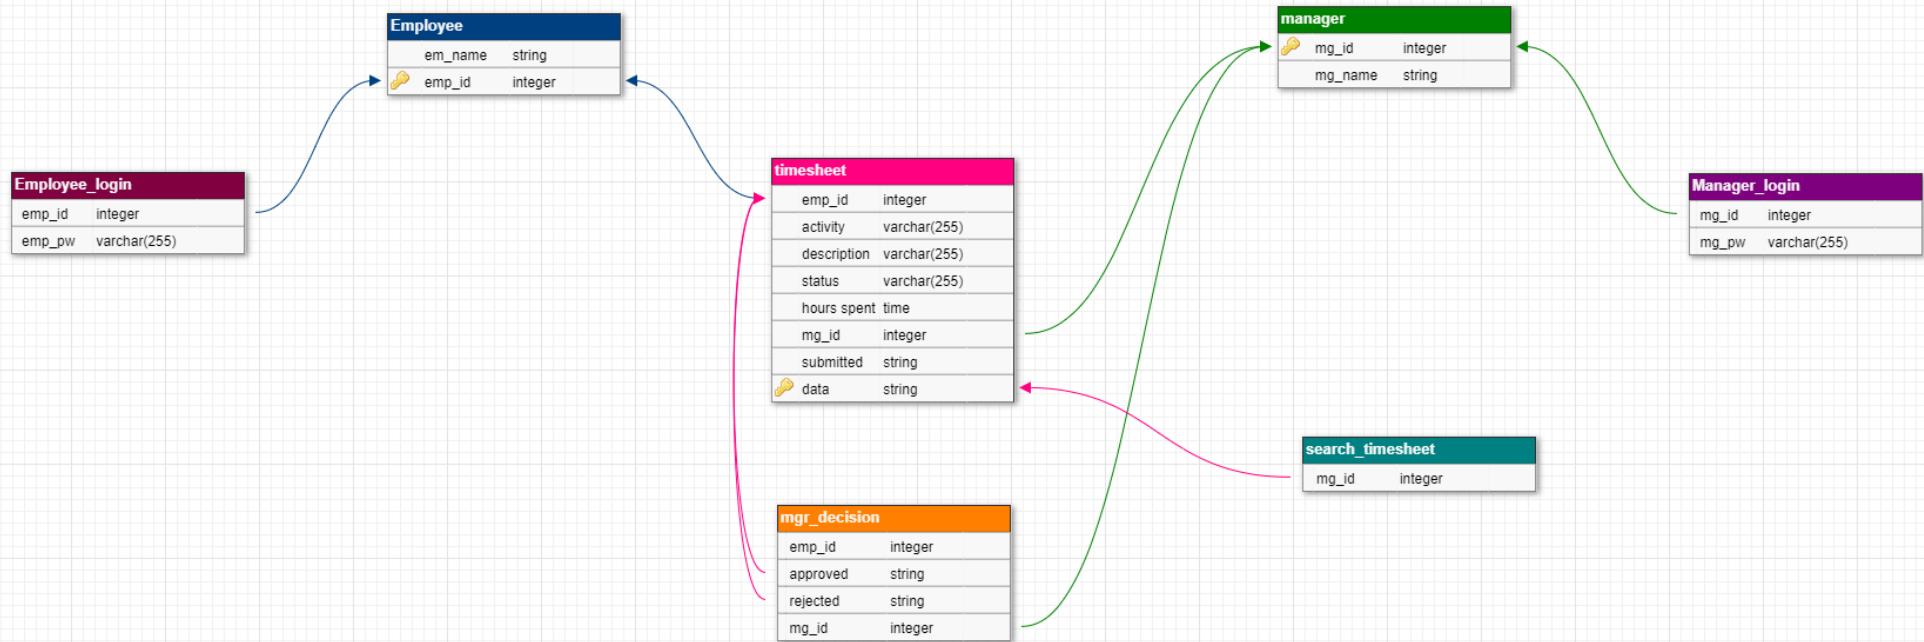 Employee
em_name string
emp_id integer
manager
mg_id integer
mg_name string
Employee_login
emp_id integer
emp_pw varchar(255)
timesheet
emp_id integer
activity varchar(255)
description varchar(255)
status varchar(255)
hours spent time
mg_id integer
submitted string
data string
Manager_login
mg_id integer
mg_pw varchar(255)
search_timesheet
mg_id integer
mgr_decision
emp_id integer
approved string
rejected string
mg_id integer